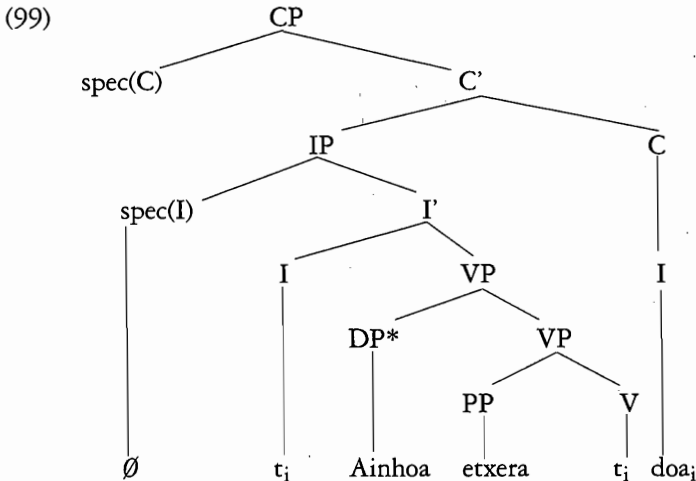 (99) CP
spec(C) C’
IP C
spec(I) I’
I VP I
DP* VP
PP V
Ø tᵢ Ainhoa etxera tᵢ doaᵢ